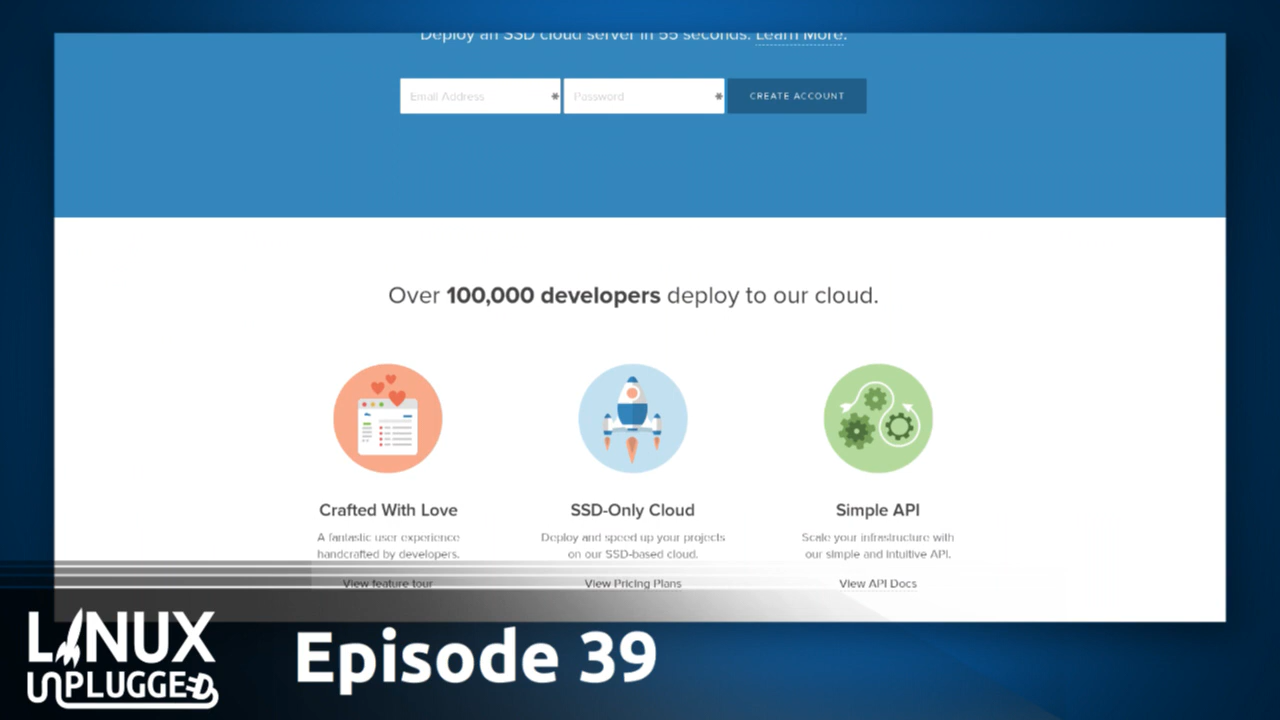 Deploy an SSD cloud server in 55 seconds. Learn More.
Email Address * Password * CREATE ACCOUNT
Over 100,000 developers deploy to our cloud.
Crafted With Love
A fantastic user experience
handcrafted by developers.
View feature tour
SSD-Only Cloud
Deploy and speed up your projects
on our SSD-based cloud.
View Pricing Plans
Simple API
Scale your infrastructure with
our simple and intuitive API.
View API Docs
LINUX
UNPLUGGED
Episode 39